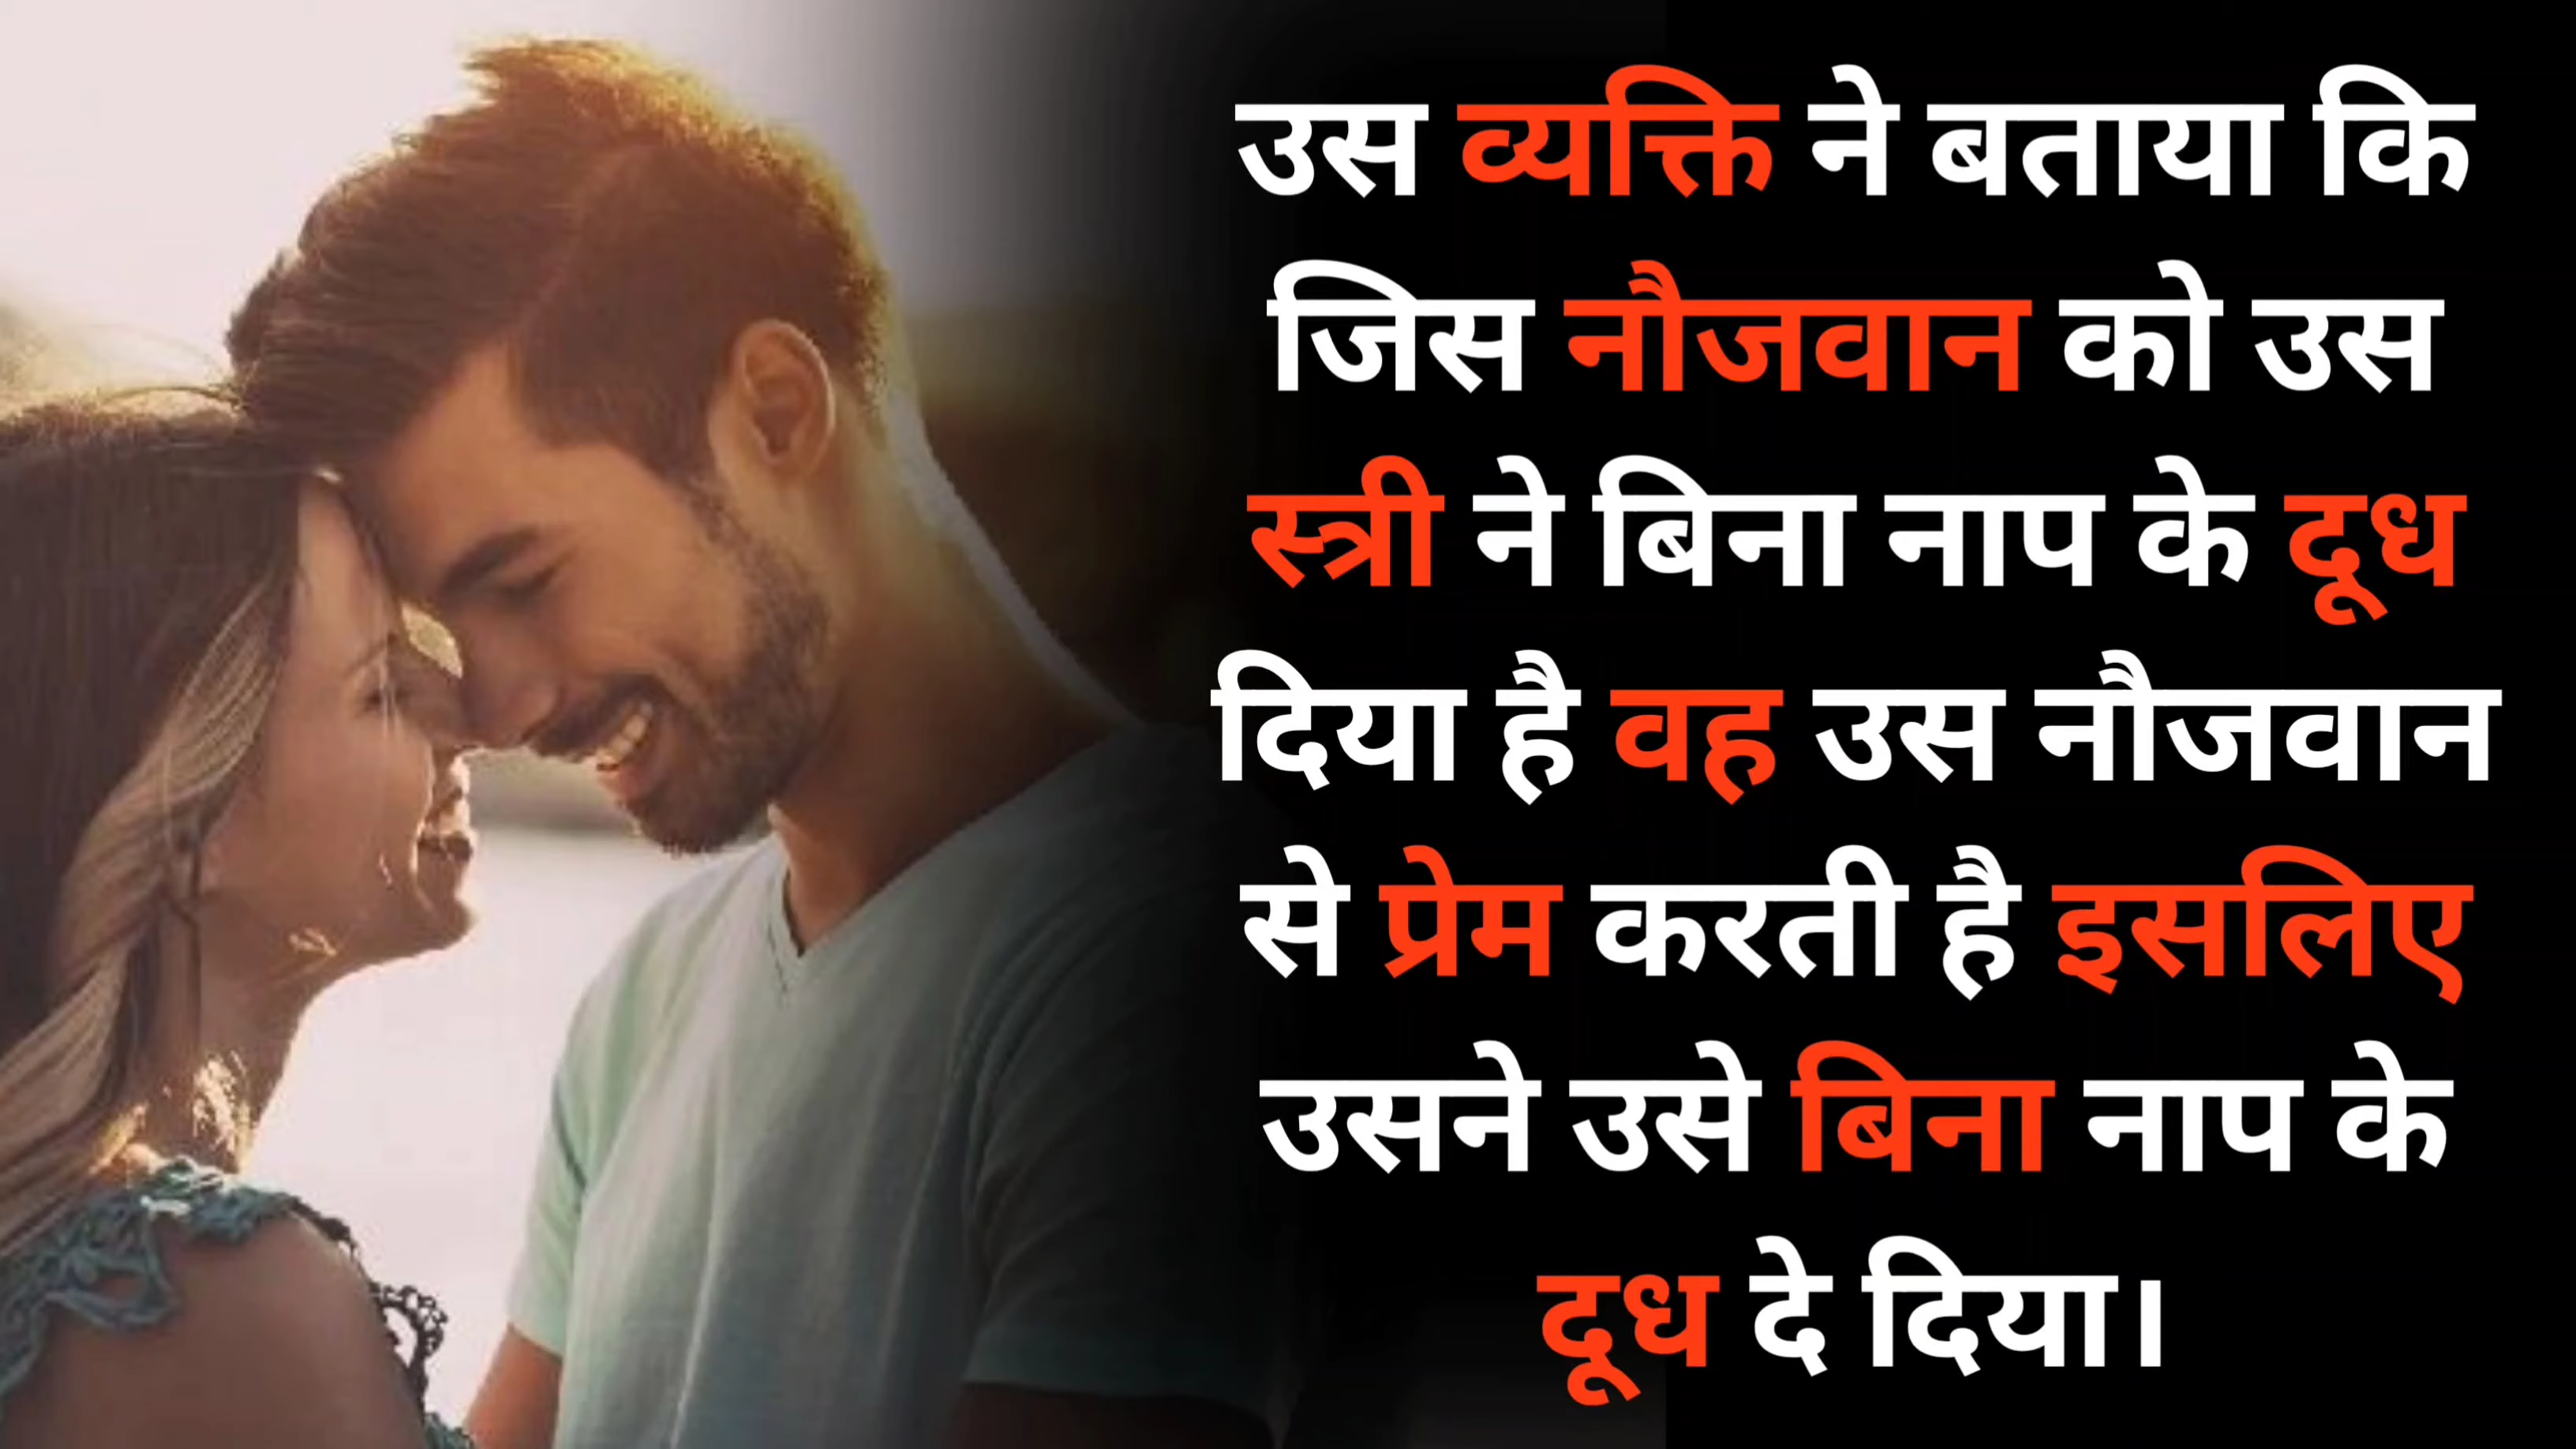 उस व्यक्ति ने बताया कि
जिस नौजवान को उस
स्त्री ने बिना नाप के दूध
दिया है वह उस नौजवान
से प्रेम करती है इसलिए
उसने उसे बिना नाप के
दूध दे दिया।